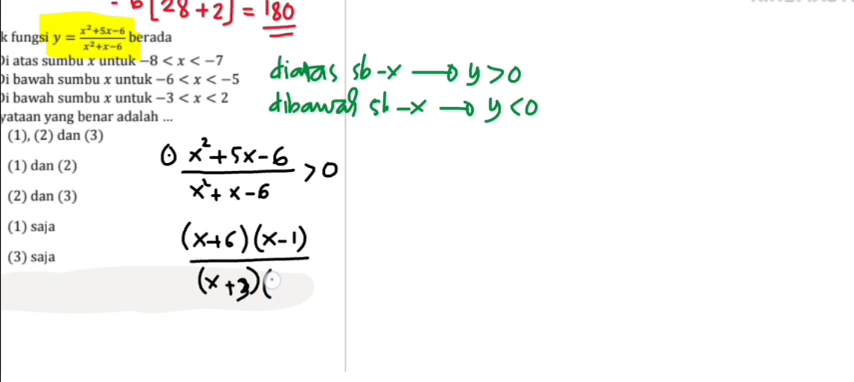 - 6 [28+2] = 180
k fungsi y = (x²+5x−6)/(x²+x−6) berada
Di atas sumbu x untuk −8 < x < −7
Di bawah sumbu x untuk −6 < x < −5
Di bawah sumbu x untuk −3 < x < 2
yataan yang benar adalah ...
(1), (2) dan (3)
(1) dan (2)
(2) dan (3)
(1) saja
(3) saja
diatas sb-x → y > 0
dibawah sb-x → y < 0
x²+5x-6
x²+x-6
> 0
(x+6)(x-1)
(x+3)(